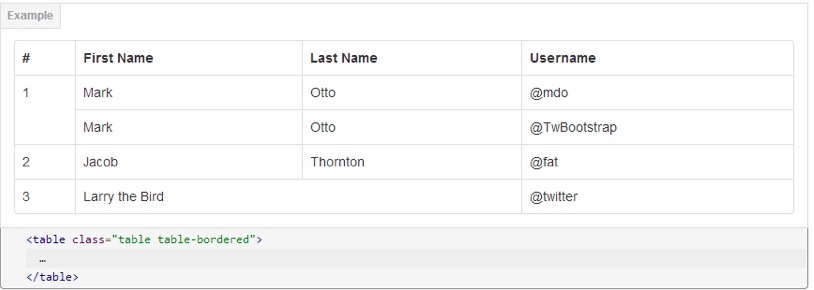 Example
# First Name Last Name Username
1 Mark Otto @mdo
Mark Otto @TwBootstrap
2 Jacob Thornton @fat
3 Larry the Bird @twitter
<table class="table table-bordered">
…
</table>